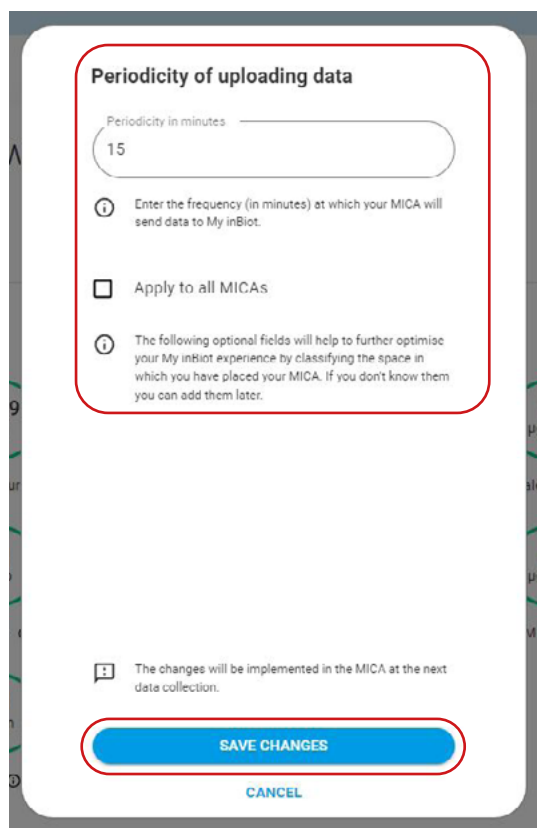 Periodicity of uploading data
Periodicity in minutes
15
Enter the frequency (in minutes) at which your MICA will
send data to My inBiot.
Apply to all MICAs
The following optional fields will help to further optimise
your My inBiot experience by classifying the space in
which you have placed your MICA. If you don't know them
you can add them later.
The changes will be implemented in the MICA at the next
data collection.
SAVE CHANGES
CANCEL